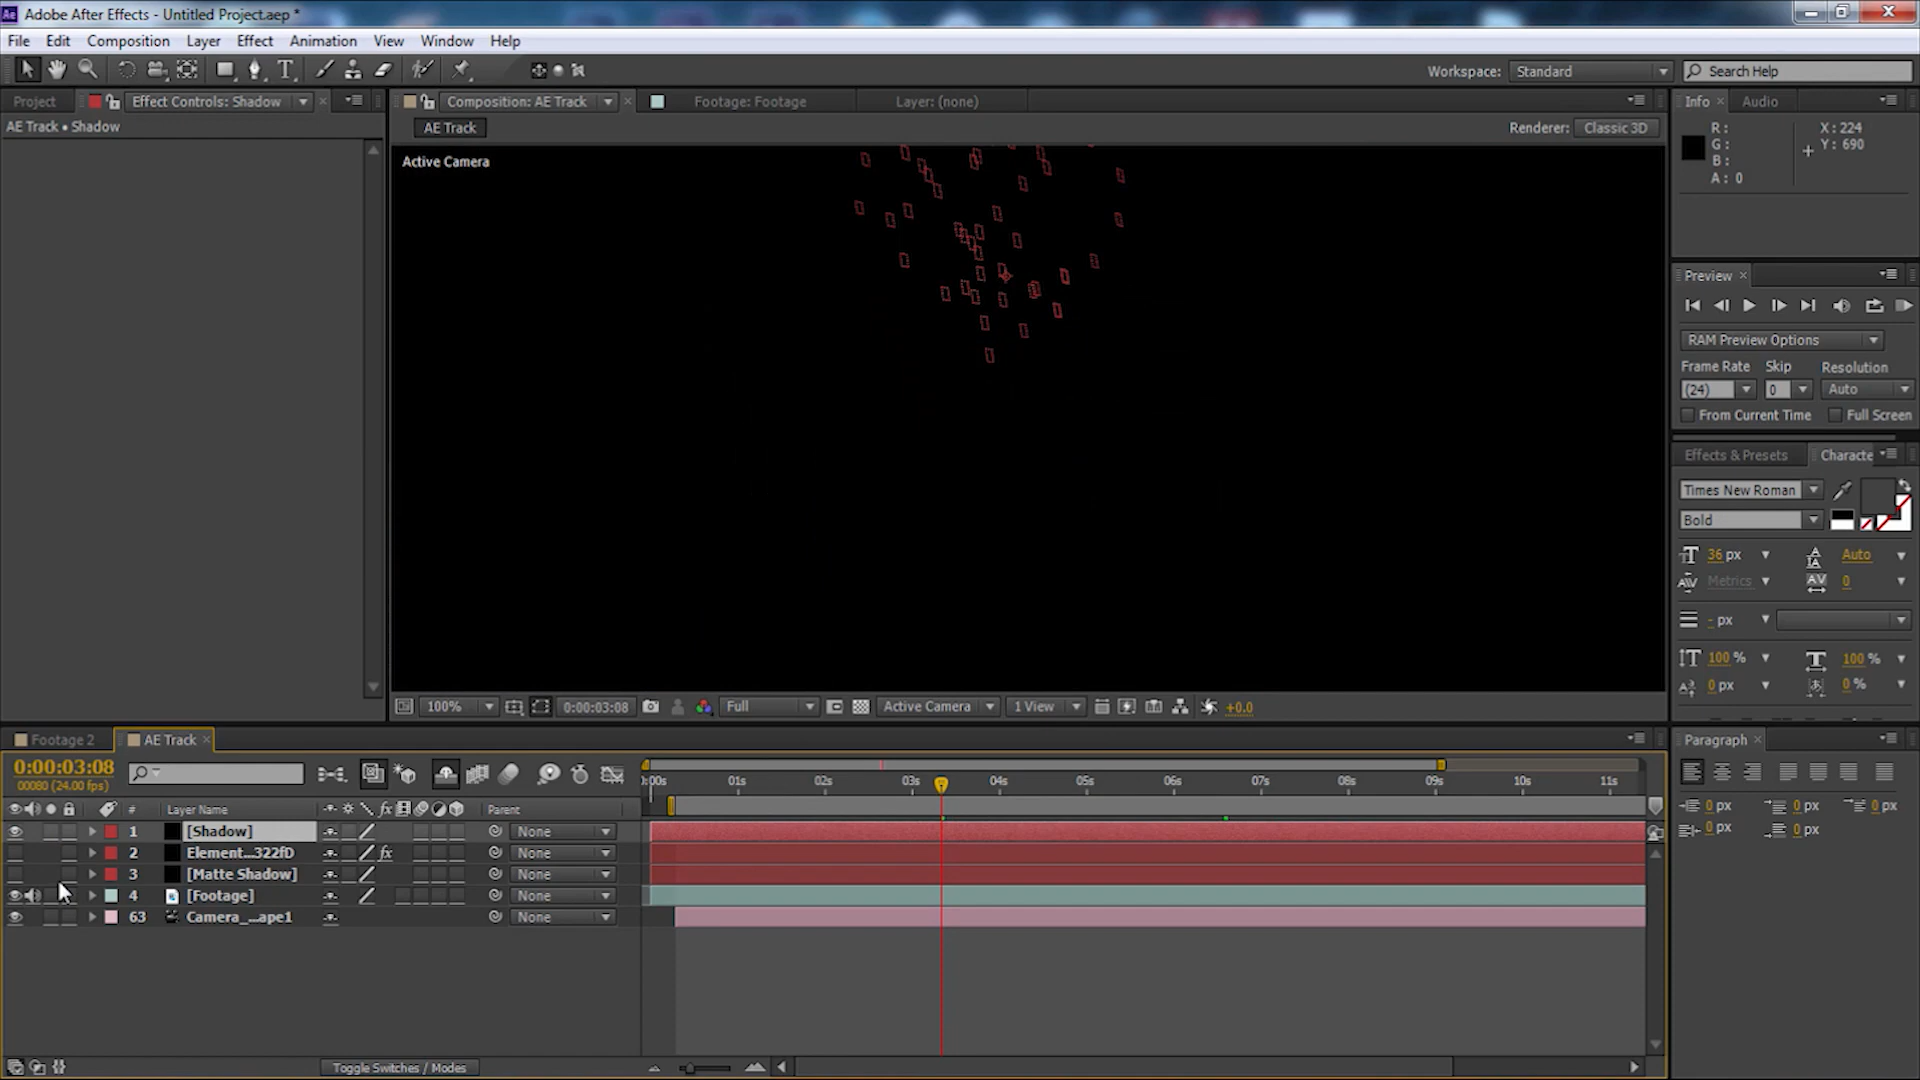 Ae Adobe After Effects - Untitled Project.aep *
File Edit Composition Layer Effect Animation View Window Help
Workspace: Standard Search Help
Project Effect Controls: Shadow
AE Track • Shadow
Composition: AE Track Footage: Footage Layer: (none)
AE Track
Renderer: Classic 3D
Active Camera
Info Audio
R: X: 224
G: Y: 690
B:
A: 0
Preview
RAM Preview Options
Frame Rate Skip Resolution
(24) 0 Auto
From Current Time Full Screen
Effects & Presets Characte
Times New Roman
Bold
36 px Auto
Metrics 0
- px
100 % 100 %
0 px 0 %
100% 0:00:03:08 Full Active Camera 1 View +0.0
Footage 2 AE Track
0:00:03:08
00080 (24.00 fps)
:00s 01s 02s 03s 04s 05s 06s 07s 08s 09s 10s 11s
# Layer Name fx Parent
1 [Shadow] None
2 Element...322fD fx None
3 [Matte Shadow] None
4 [Footage] None
63 Camera_...ape1 None
Toggle Switches / Modes
Paragraph
0 px 0 px 0 px
0 px 0 px